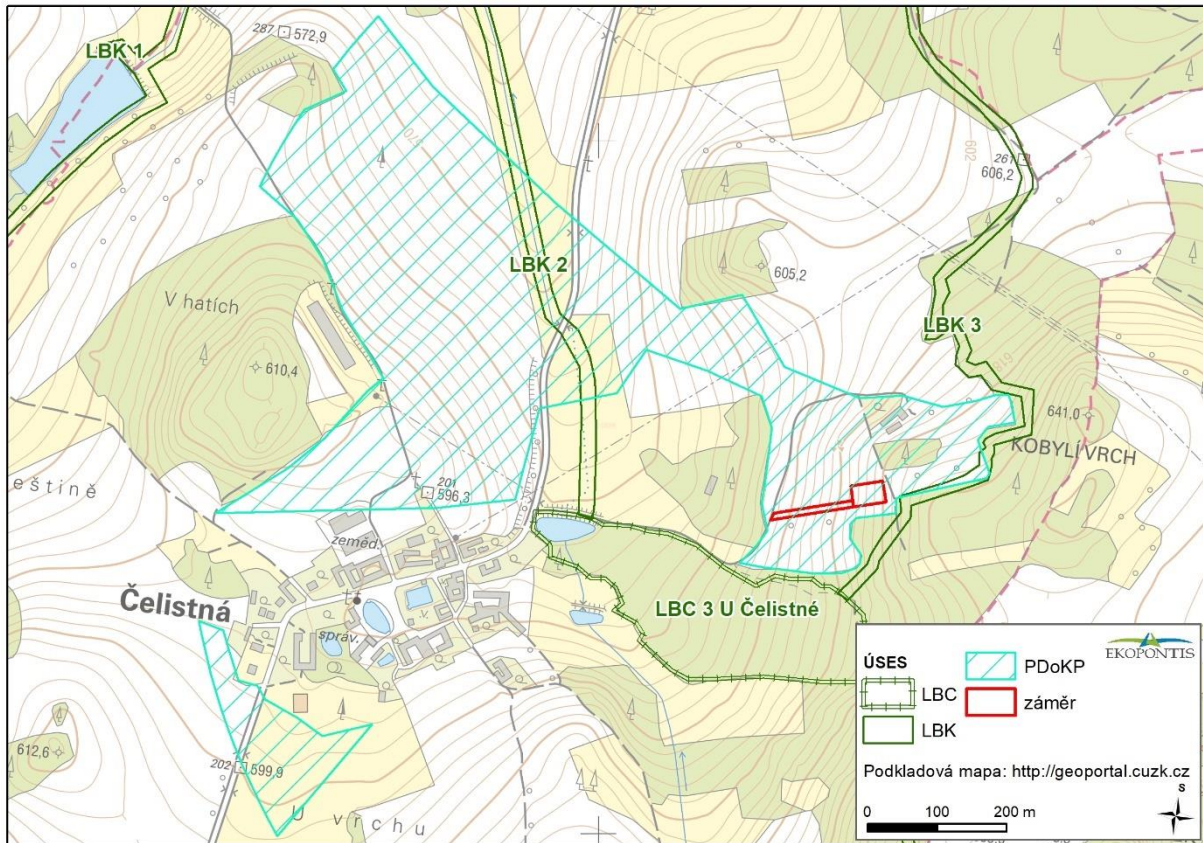 LBK 1
287 572,9
570
602
261
606,2
LBK 2
605,2
V hatích
LBK 3
610,4
641,0
KOBYLÍ VRCH
eštině
201
596,3
zeměd.
Čelistná
LBC 3 U Čelistné
správ.
612,6
202 599,9
U vrchu
EKOPONTIS
ÚSES
PDoKP
LBC
záměr
LBK
Podkladová mapa: http://geoportal.cuzk.cz
S
0 100 200 m